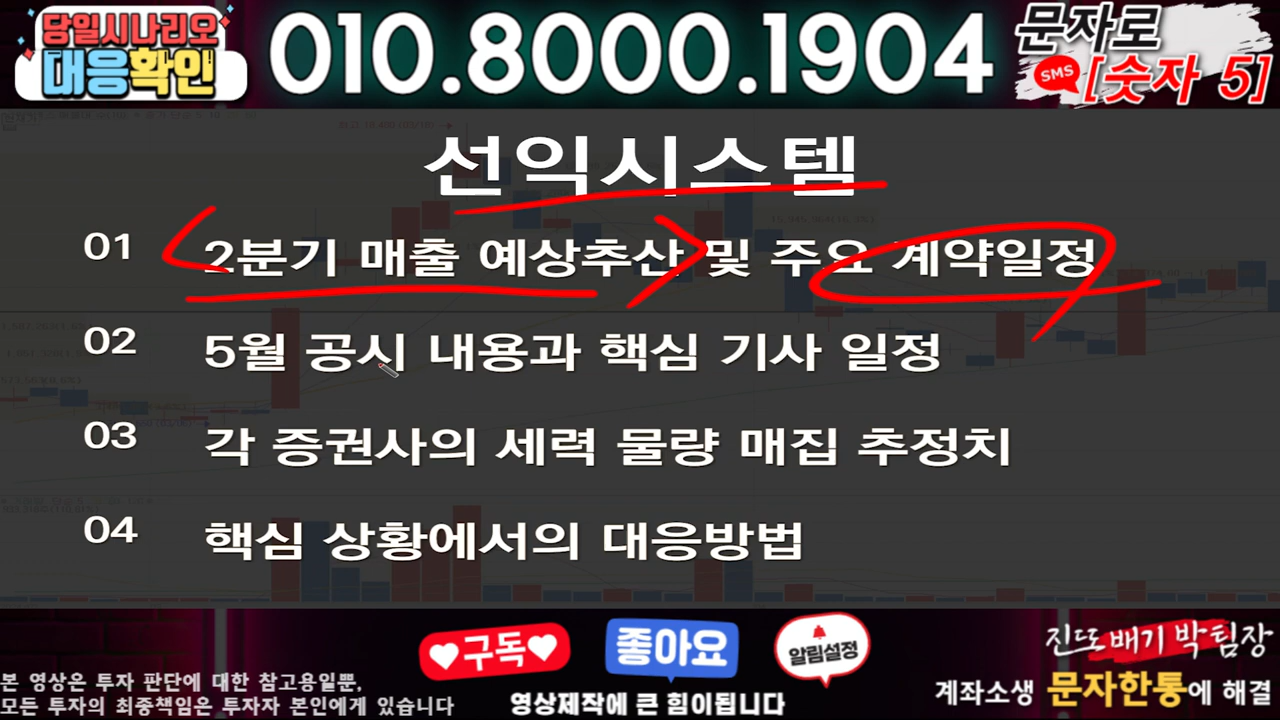 당일시나리오
대응확인
010.8000.1904
문자로
SMS
[숫자 5]
선익시스템
01
2분기 매출 예상추산 및 주요 계약일정
02
5월 공시 내용과 핵심 기사 일정
03
각 증권사의 세력 물량 매집 추정치
04
핵심 상황에서의 대응방법
구독
좋아요
알림설정
영상제작에 큰 힘이됩니다
본 영상은 투자 판단에 대한 참고용일뿐,
모든 투자의 최종책임은 투자자 본인에게 있습니다
진또배기 박팀장
계좌소생 문자한통에 해결